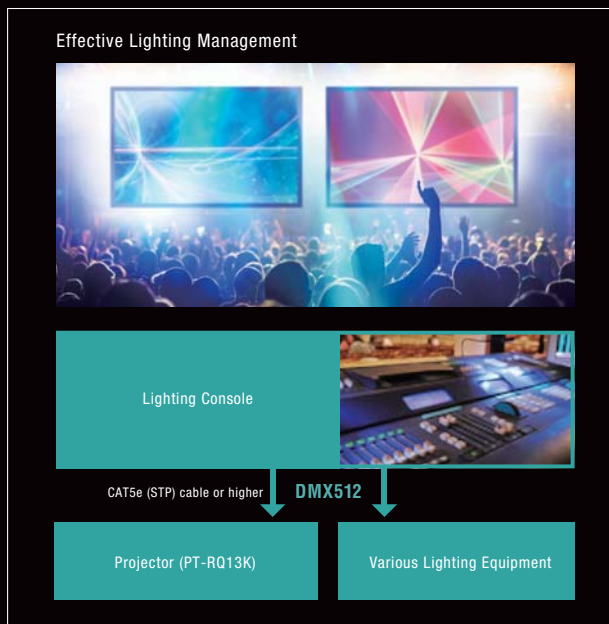 Effective Lighting Management
Lighting Console
CAT5e (STP) cable or higher
DMX512
Projector (PT-RQ13K)
Various Lighting Equipment